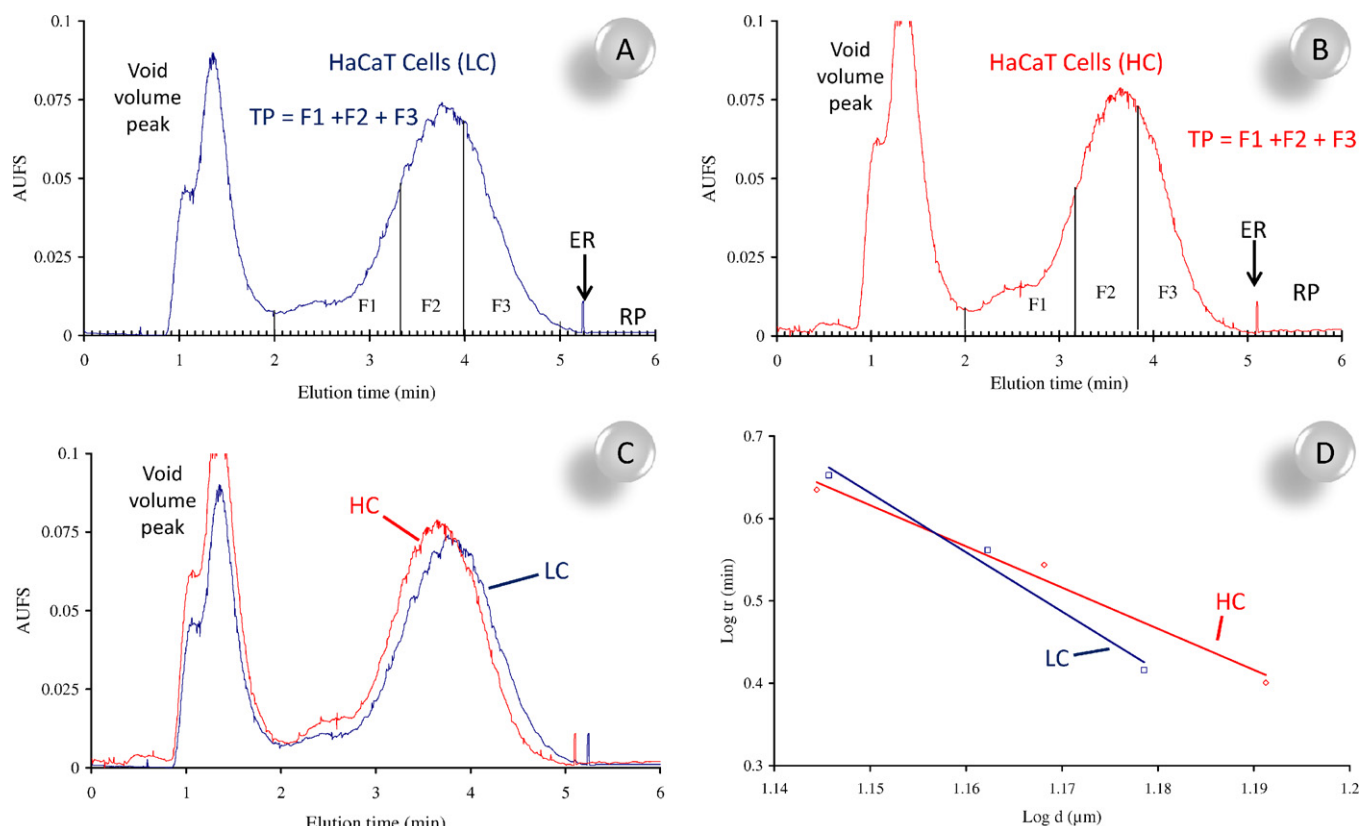 0.1
0.075
0.05
0.025
0
AUFS
Void
volume
peak
HaCaT Cells (LC)
TP = F1 +F2 + F3
A
F1
F2
F3
ER
RP
0 1 2 3 4 5 6
Elution time (min)
0.1
0.075
0.05
0.025
0
AUFS
Void
volume
peak
HaCaT Cells (HC)
TP = F1 +F2 + F3
B
F1
F2
F3
ER
RP
0 1 2 3 4 5 6
Elution time (min)
0.1
0.075
0.05
0.025
0
AUFS
Void
volume
peak
HC
LC
C
0 1 2 3 4 5 6
Elution time (min)
0.7
0.6
0.5
0.4
0.3
Log tr (min)
D
HC
LC
1.14 1.15 1.16 1.17 1.18 1.19 1.2
Log d (µm)